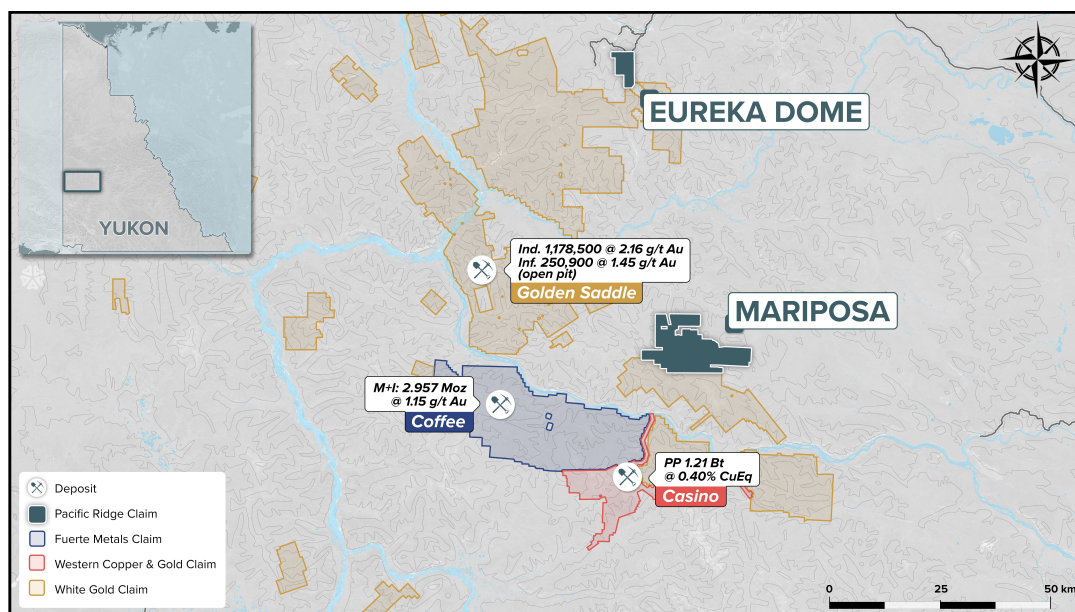 YUKON
EUREKA DOME
Ind. 1,178,500 @ 2.16 g/t Au
Inf. 250,900 @ 1.45 g/t Au
(open pit)
Golden Saddle
MARIPOSA
M+I: 2.957 Moz
@ 1.15 g/t Au
Coffee
PP 1.21 Bt
@ 0.40% CuEq
Casino
Deposit
Pacific Ridge Claim
Fuerte Metals Claim
Western Copper & Gold Claim
White Gold Claim
0 25 50 km